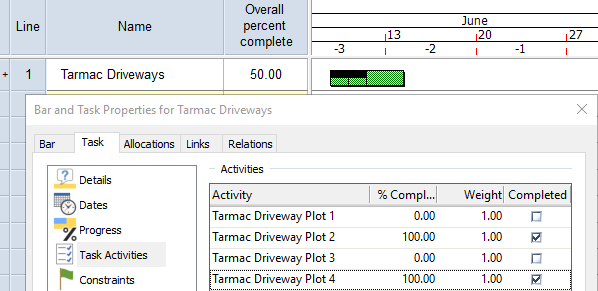 Line Name Overall percent complete June
13 20 27
-3 -2 -1
+ 1 Tarmac Driveways 50.00
Bar and Task Properties for Tarmac Driveways
Bar Task Allocations Links Relations
Details
Dates
Progress
Task Activities
Constraints
Activities
Activity % Compl... Weight Completed
Tarmac Driveway Plot 1 0.00 1.00
Tarmac Driveway Plot 2 100.00 1.00
Tarmac Driveway Plot 3 0.00 1.00
Tarmac Driveway Plot 4 100.00 1.00